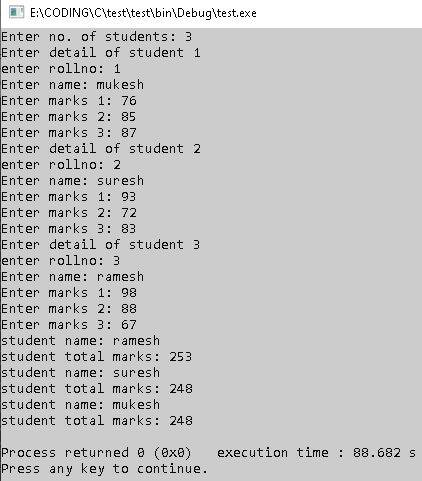 E:\CODING\C\test\test\bin\Debug\test.exe
Enter no. of students: 3
Enter detail of student 1
enter rollno: 1
Enter name: mukesh
Enter marks 1: 76
Enter marks 2: 85
Enter marks 3: 87
Enter detail of student 2
enter rollno: 2
Enter name: suresh
Enter marks 1: 93
Enter marks 2: 72
Enter marks 3: 83
Enter detail of student 3
enter rollno: 3
Enter name: ramesh
Enter marks 1: 98
Enter marks 2: 88
Enter marks 3: 67
student name: ramesh
student total marks: 253
student name: suresh
student total marks: 248
student name: mukesh
student total marks: 248
Process returned 0 (0x0)   execution time : 88.682 s
Press any key to continue.